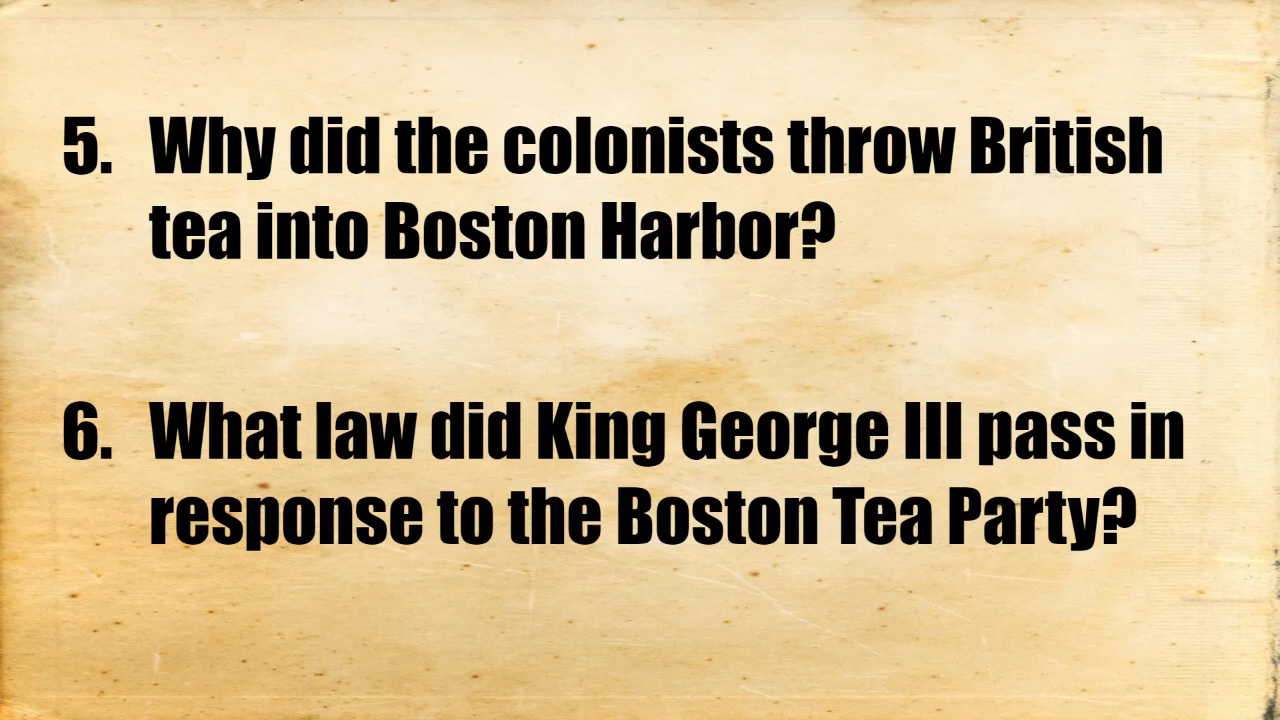 5. Why did the colonists throw British
tea into Boston Harbor?
6. What law did King George III pass in
response to the Boston Tea Party?